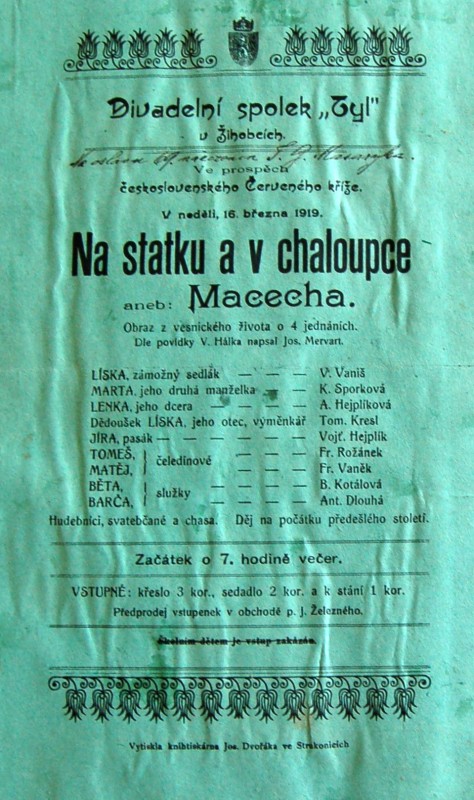 Divadelní spolek „Tyl"
v Žihobcích.
T. G. Masaryka.
Ve prospěch
československého Červeného kříže.
V neděli, 16. března 1919.
Na statku a v chaloupce
aneb: Macecha.
Obraz z vesnického života o 4 jednáních.
Dle povídky V. Hálka napsal Jos. Mervart.
LÍSKA, zámožný sedlák — — — V. Vaniš
MARTA, jeho druhá manželka — — K. Sporková
LENKA, jeho dcera — — — — A. Hejplíková
Dědoušek LÍSKA, jeho otec, výměnkář Tom. Kresl
JÍRA, pasák — — — — — — Vojť. Hejplík
TOMEŠ, } čeledínové — — — Fr. Rožánek
MATĚJ, } — — — Fr. Vaněk
BĚTA, } služky — — — — B. Kotálová
BARČA, } — — — — Ant. Dlouhá
Hudebníci, svatebčané a chasa. Děj na počátku předešlého století.
Začátek o 7. hodině večer.
VSTUPNÉ: křeslo 3 kor., sedadlo 2 kor. a k stání 1 kor.
Předprodej vstupenek v obchodě p. J. Železného.
Školním dětem je vstup zakázán.
Vytiskla knihtiskárna Jos. Dvořáka ve Strakonicích